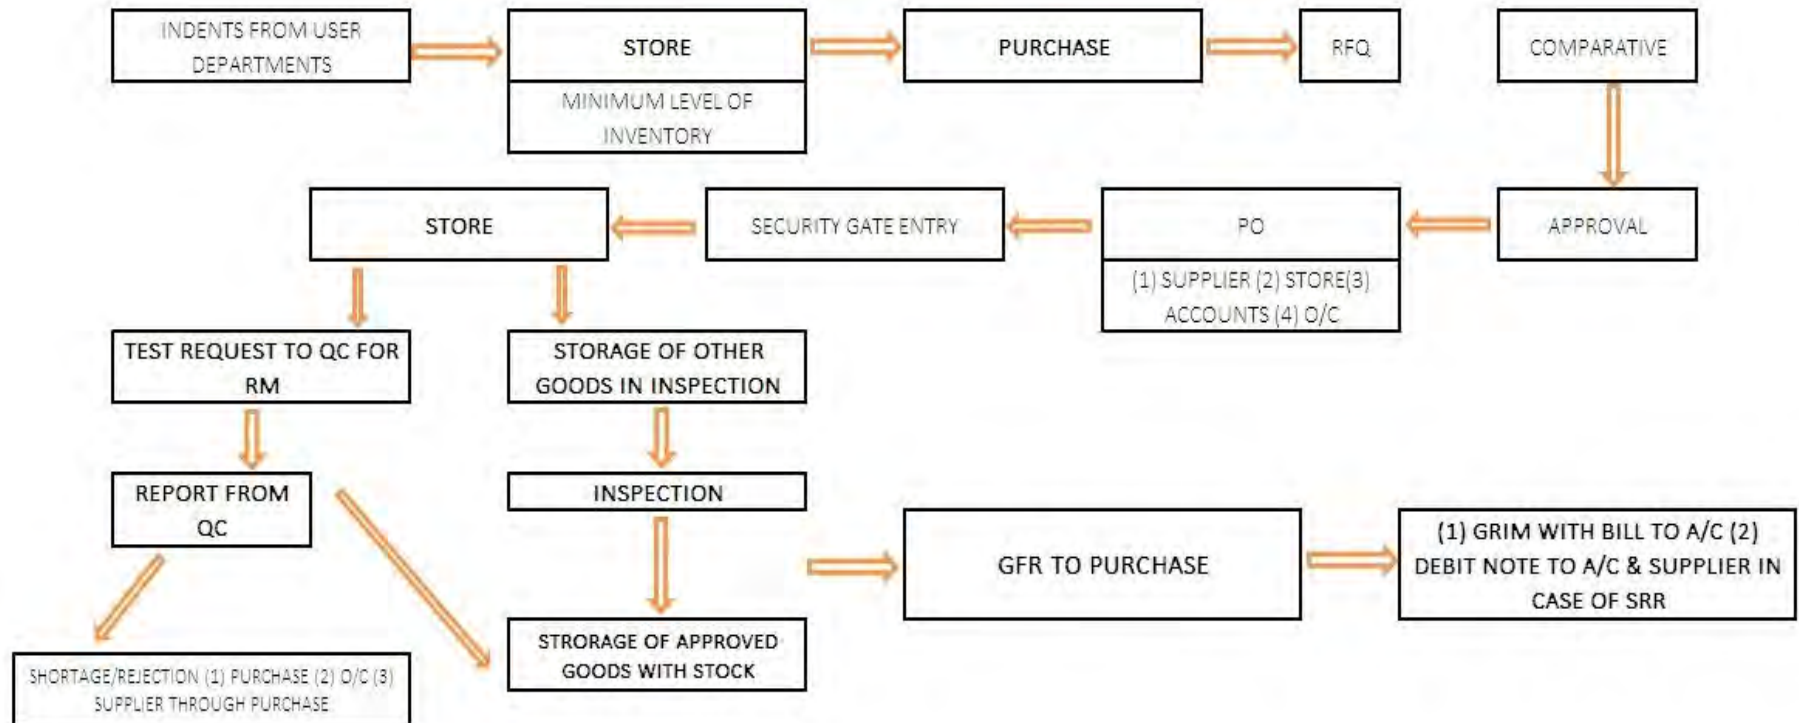 INDENTS FROM USER
DEPARTMENTS
STORE
MINIMUM LEVEL OF
INVENTORY
PURCHASE
RFQ
COMPARATIVE
APPROVAL
PO
(1) SUPPLIER (2) STORE(3)
ACCOUNTS (4) O/C
SECURITY GATE ENTRY
STORE
TEST REQUEST TO QC FOR
RM
STORAGE OF OTHER
GOODS IN INSPECTION
REPORT FROM
QC
INSPECTION
SHORTAGE/REJECTION (1) PURCHASE (2) O/C (3)
SUPPLIER THROUGH PURCHASE
STRORAGE OF APPROVED
GOODS WITH STOCK
GFR TO PURCHASE
(1) GRIM WITH BILL TO A/C (2)
DEBIT NOTE TO A/C & SUPPLIER IN
CASE OF SRR